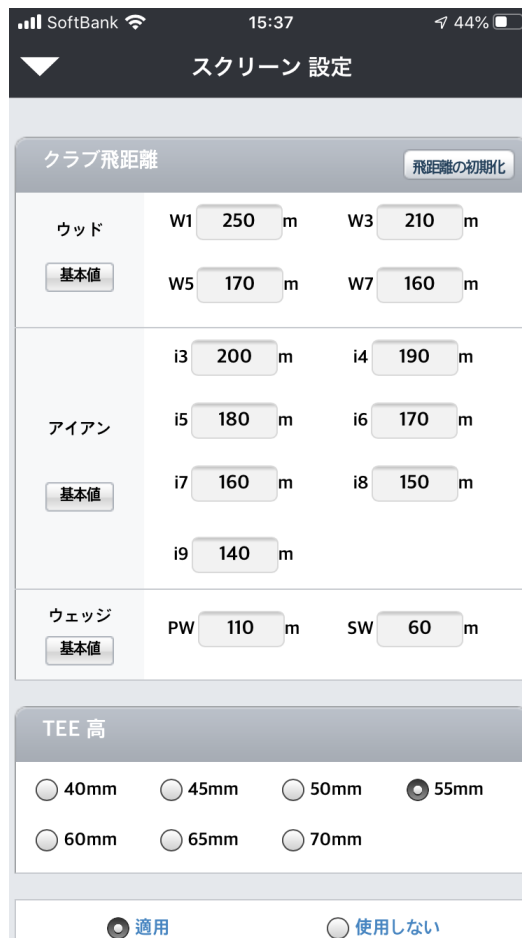 SoftBank 15:37 44%
スクリーン 設定
クラブ飛距離 飛距離の初期化
ウッド 基本値
W1 250 m W3 210 m
W5 170 m W7 160 m
アイアン 基本値
i3 200 m i4 190 m
i5 180 m i6 170 m
i7 160 m i8 150 m
i9 140 m
ウェッジ 基本値
PW 110 m SW 60 m
TEE 高
40mm 45mm 50mm 55mm
60mm 65mm 70mm
適用 使用しない